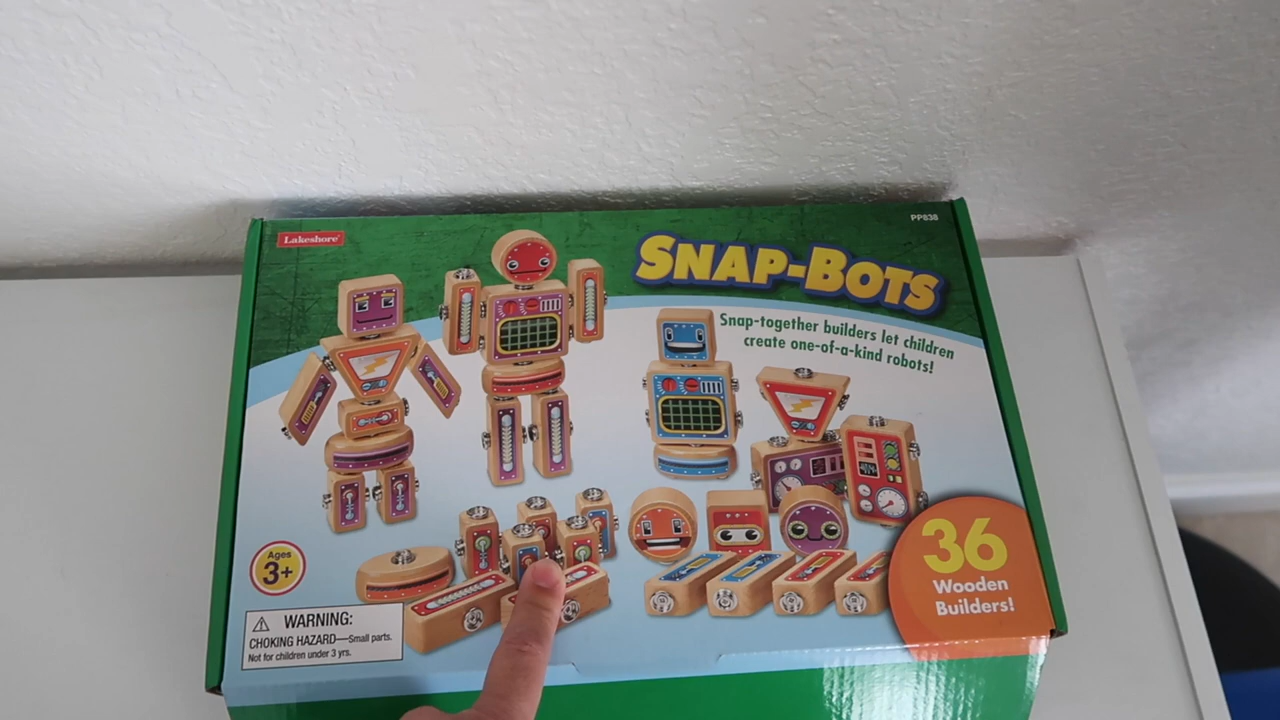 Lakeshore
PP838
SNAP-BOTS
Snap-together builders let children
create one-of-a-kind robots!
Ages
3+
36
Wooden
Builders!
WARNING:
CHOKING HAZARD—Small parts.
Not for children under 3 yrs.